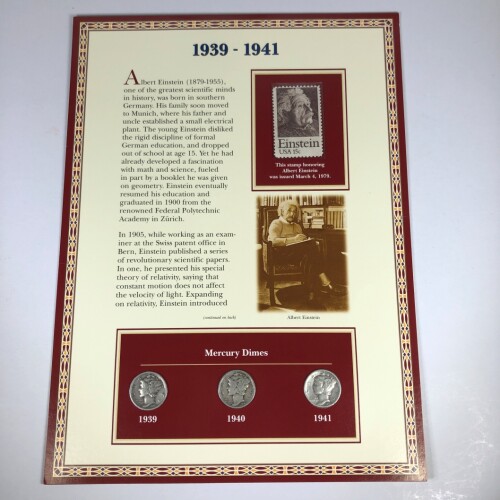 1939 - 1941
Albert Einstein (1879-1955),
one of the greatest scientific minds
in history, was born in southern
Germany. His family soon moved
to Munich, where his father and
uncle established a small electrical
plant. The young Einstein disliked
the rigid discipline of formal
German education, and dropped
out of school at age 15. Yet he had
already developed a fascination
with math and science, fueled
in part by a booklet he was given
on geometry. Einstein eventually
resumed his education and
graduated in 1900 from the
renowned Federal Polytechnic
Academy in Zürich.
In 1905, while working as an exam-
iner at the Swiss patent office in
Bern, Einstein published a series
of revolutionary scientific papers.
In one, he presented his special
theory of relativity, saying that
constant motion does not affect
the velocity of light. Expanding
on relativity, Einstein introduced
(continued on back)
Einstein
USA 15c
This stamp honoring
Albert Einstein
was issued March 4, 1979.
Albert Einstein
Mercury Dimes
1939
1940
1941